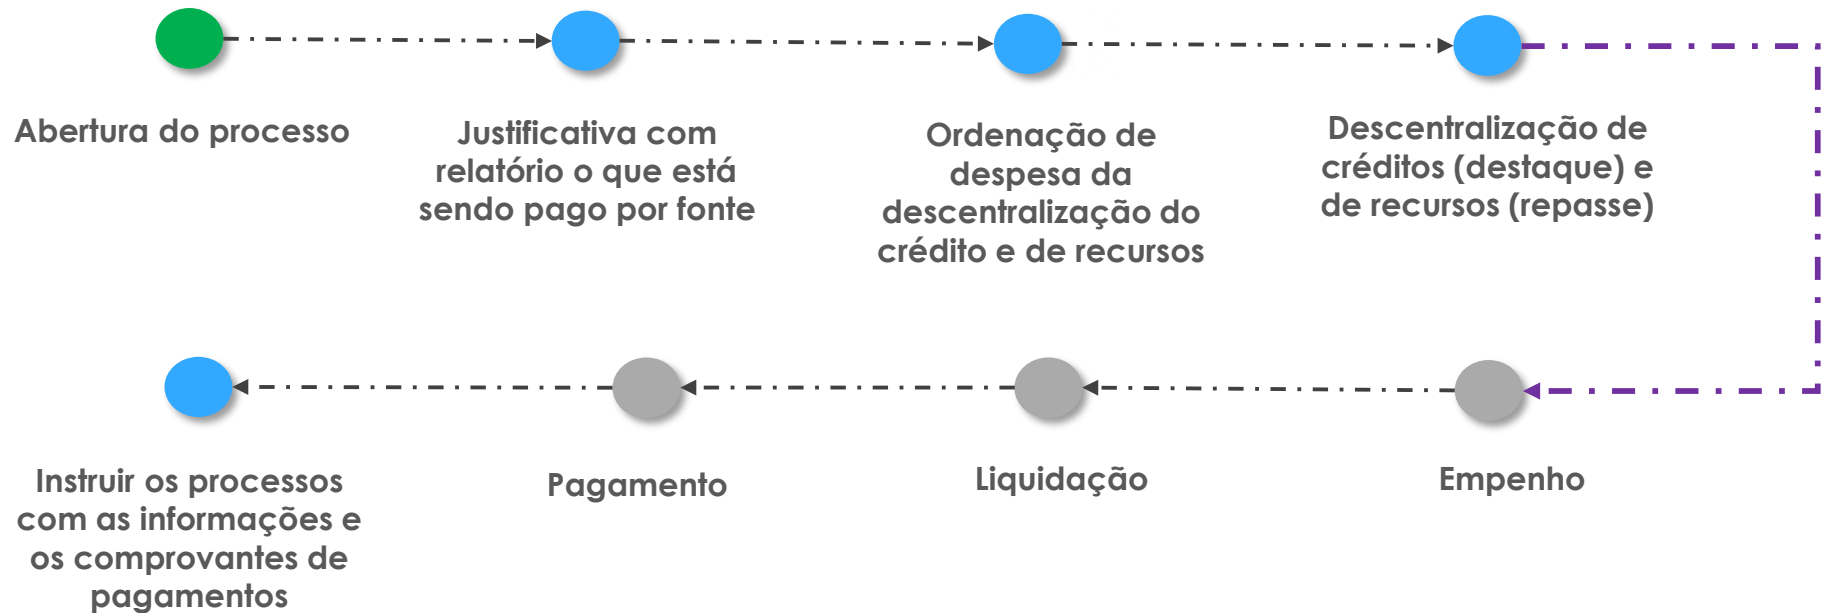 Abertura do processo
Justificativa com
relatório o que está
sendo pago por fonte
Ordenação de
despesa da
descentralização do
crédito e de recursos
Descentralização de
créditos (destaque) e
de recursos (repasse)
Empenho
Liquidação
Pagamento
Instruir os processos
com as informações e
os comprovantes de
pagamentos